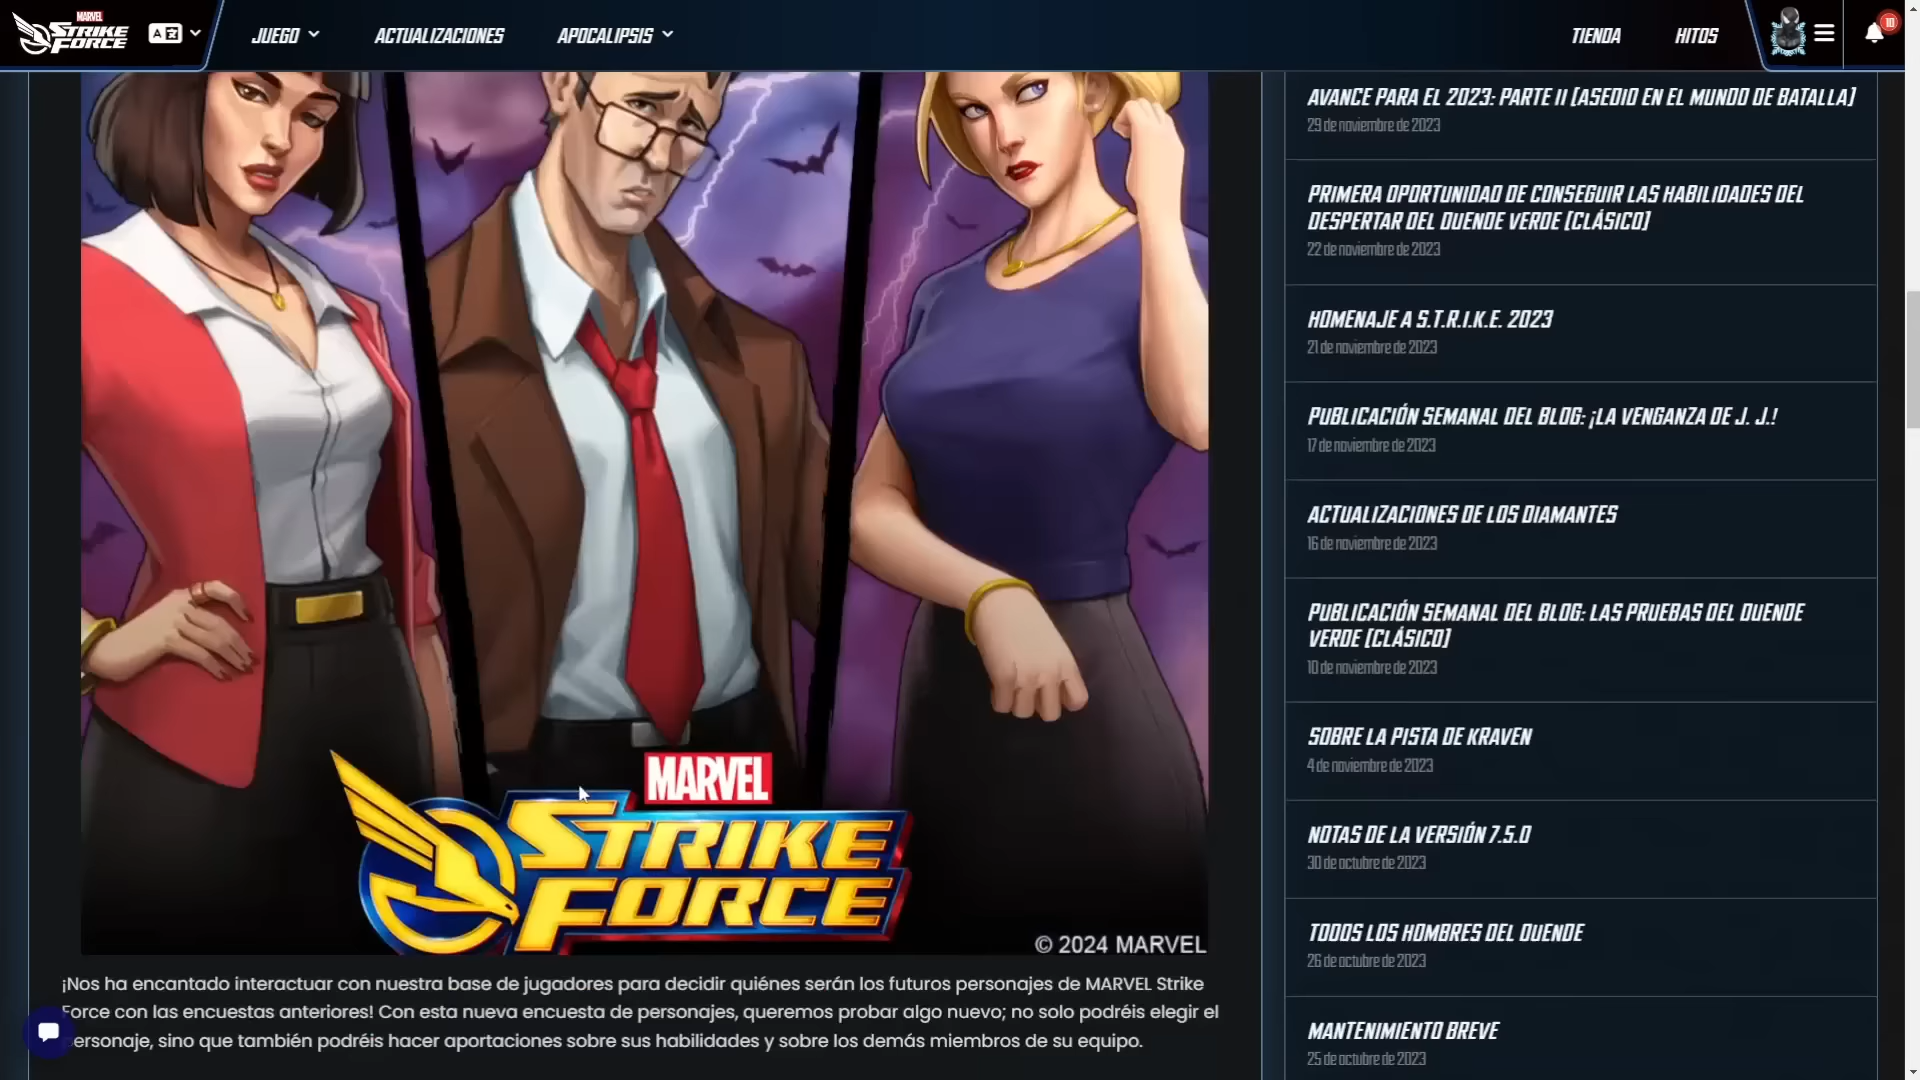 MARVEL
STRIKE
FORCE
JUEGO
ACTUALIZACIONES
APOCALIPSIS
TIENDA
HITOS
10
MARVEL
STRIKE
FORCE
© 2024 MARVEL
¡Nos ha encantado interactuar con nuestra base de jugadores para decidir quiénes serán los futuros personajes de MARVEL Strike
Force con las encuestas anteriores! Con esta nueva encuesta de personajes, queremos probar algo nuevo; no solo podréis elegir el
personaje, sino que también podréis hacer aportaciones sobre sus habilidades y sobre los demás miembros de su equipo.
AVANCE PARA EL 2023: PARTE II [ASEDIO EN EL MUNDO DE BATALLA]
29 de noviembre de 2023
PRIMERA OPORTUNIDAD DE CONSEGUIR LAS HABILIDADES DEL
DESPERTAR DEL DUENDE VERDE [CLÁSICO]
22 de noviembre de 2023
HOMENAJE A S.T.R.I.K.E. 2023
21 de noviembre de 2023
PUBLICACIÓN SEMANAL DEL BLOG: ¡LA VENGANZA DE J. J.!
17 de noviembre de 2023
ACTUALIZACIONES DE LOS DIAMANTES
16 de noviembre de 2023
PUBLICACIÓN SEMANAL DEL BLOG: LAS PRUEBAS DEL DUENDE
VERDE [CLÁSICO]
10 de noviembre de 2023
SOBRE LA PISTA DE KRAVEN
4 de noviembre de 2023
NOTAS DE LA VERSIÓN 7.5.0
30 de octubre de 2023
TODOS LOS HOMBRES DEL DUENDE
26 de octubre de 2023
MANTENIMIENTO BREVE
25 de octubre de 2023